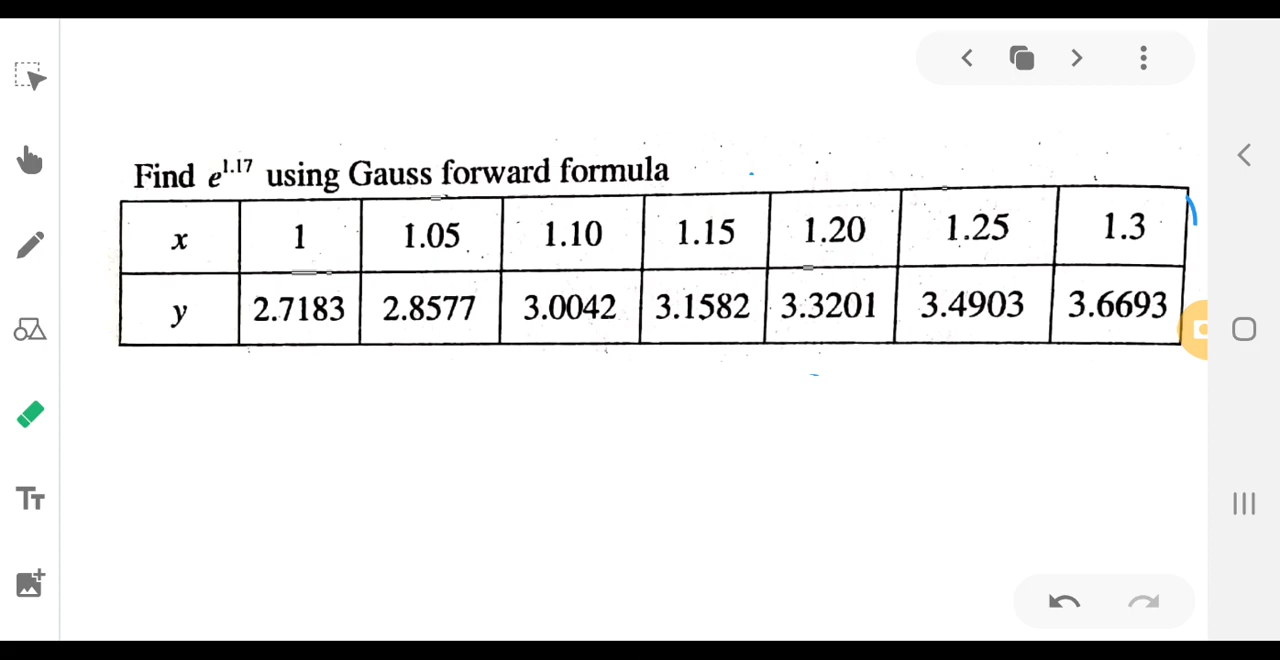 Find e^1.17 using Gauss forward formula
x 1 1.05 1.10 1.15 1.20 1.25 1.3
y 2.7183 2.8577 3.0042 3.1582 3.3201 3.4903 3.6693
TT